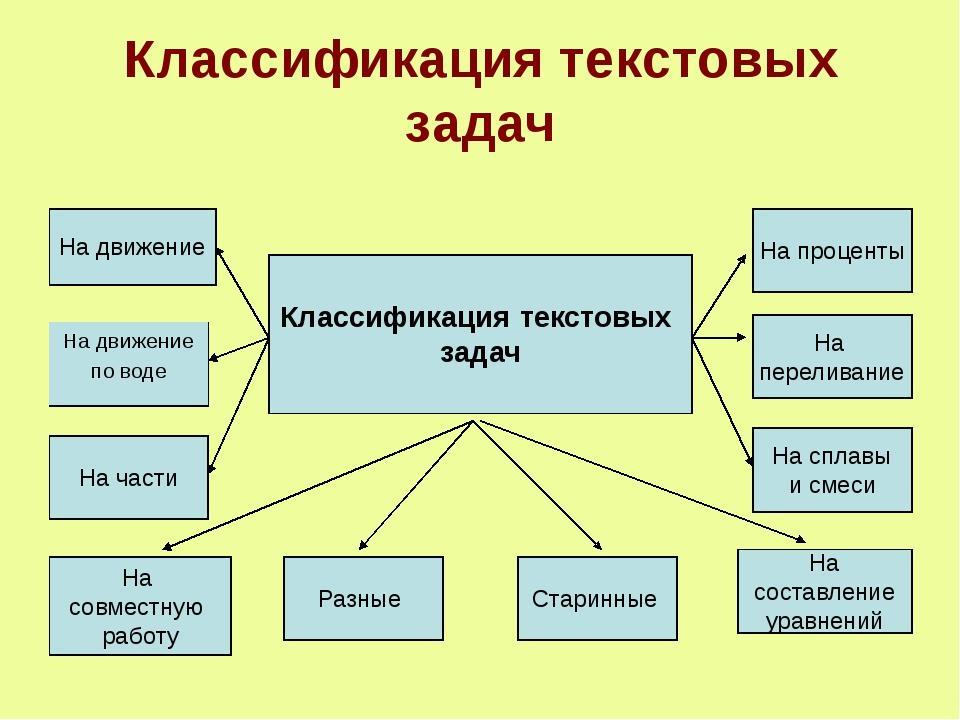 Классификация текстовых
задач
На движение
На проценты
Классификация текстовых
задач
На движение
по воде
На
переливание
На части
На сплавы
и смеси
На
совместную
работу
Разные
Старинные
На
составление
уравнений